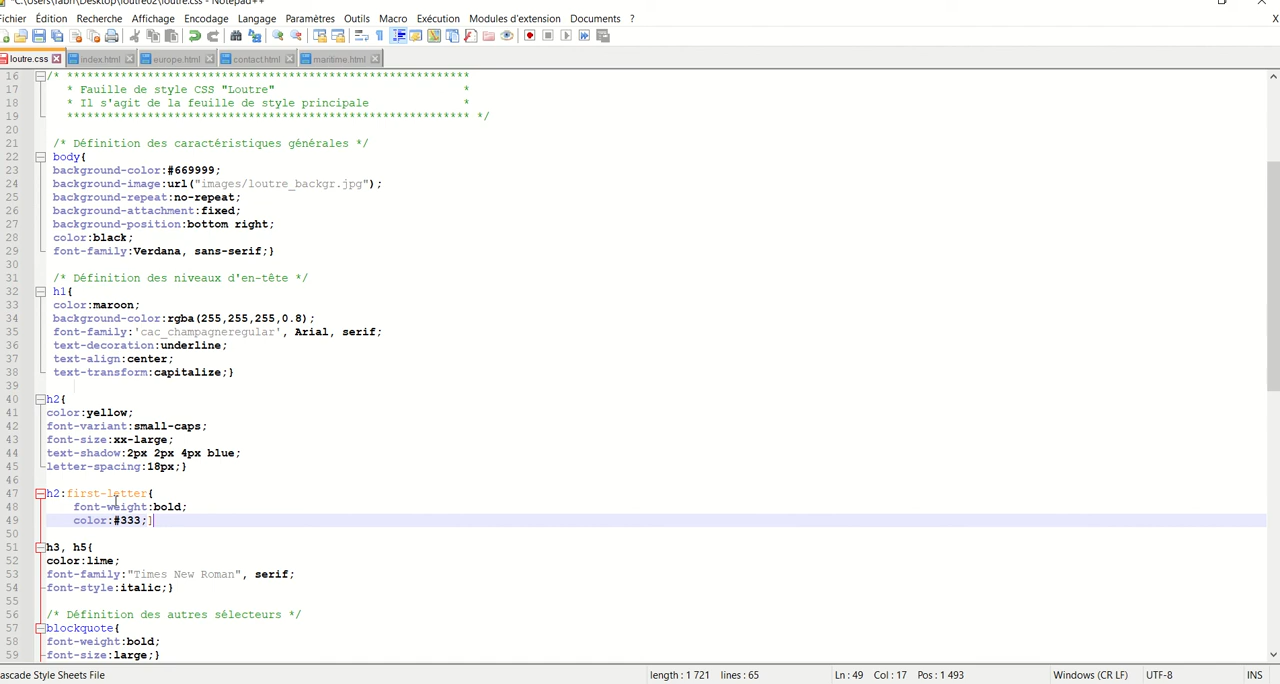 *C:\Users\fabri\Desktop\loutre02\loutre.css - Notepad++
ichier Édition Recherche Affichage Encodage Langage Paramètres Outils Macro Exécution Modules d'extension Documents ? X
loutre.css index.html europe.html contact.html maritime.html
16 /* **************************************************************
17 * Fauille de style CSS "Loutre" *
18 * Il s'agit de la feuille de style principale *
19 ************************************************************** */
20
21 /* Définition des caractéristiques générales */
22 body{
23 background-color:#669999;
24 background-image:url("images/loutre_backgr.jpg");
25 background-repeat:no-repeat;
26 background-attachment:fixed;
27 background-position:bottom right;
28 color:black;
29 font-family:Verdana, sans-serif;}
30
31 /* Définition des niveaux d'en-tête */
32 h1{
33 color:maroon;
34 background-color:rgba(255,255,255,0.8);
35 font-family:'cac_champagneregular', Arial, serif;
36 text-decoration:underline;
37 text-align:center;
38 text-transform:capitalize;}
39
40 h2{
41 color:yellow;
42 font-variant:small-caps;
43 font-size:xx-large;
44 text-shadow:2px 2px 4px blue;
45 letter-spacing:18px;}
46
47 h2:first-letter{
48 font-weight:bold;
49 color:#333;]
50
51 h3, h5{
52 color:lime;
53 font-family:"Times New Roman", serif;
54 font-style:italic;}
55
56 /* Définition des autres sélecteurs */
57 blockquote{
58 font-weight:bold;
59 font-size:large;}
ascade Style Sheets File length : 1 721 lines : 65 Ln : 49 Col : 17 Pos : 1 493 Windows (CR LF) UTF-8 INS